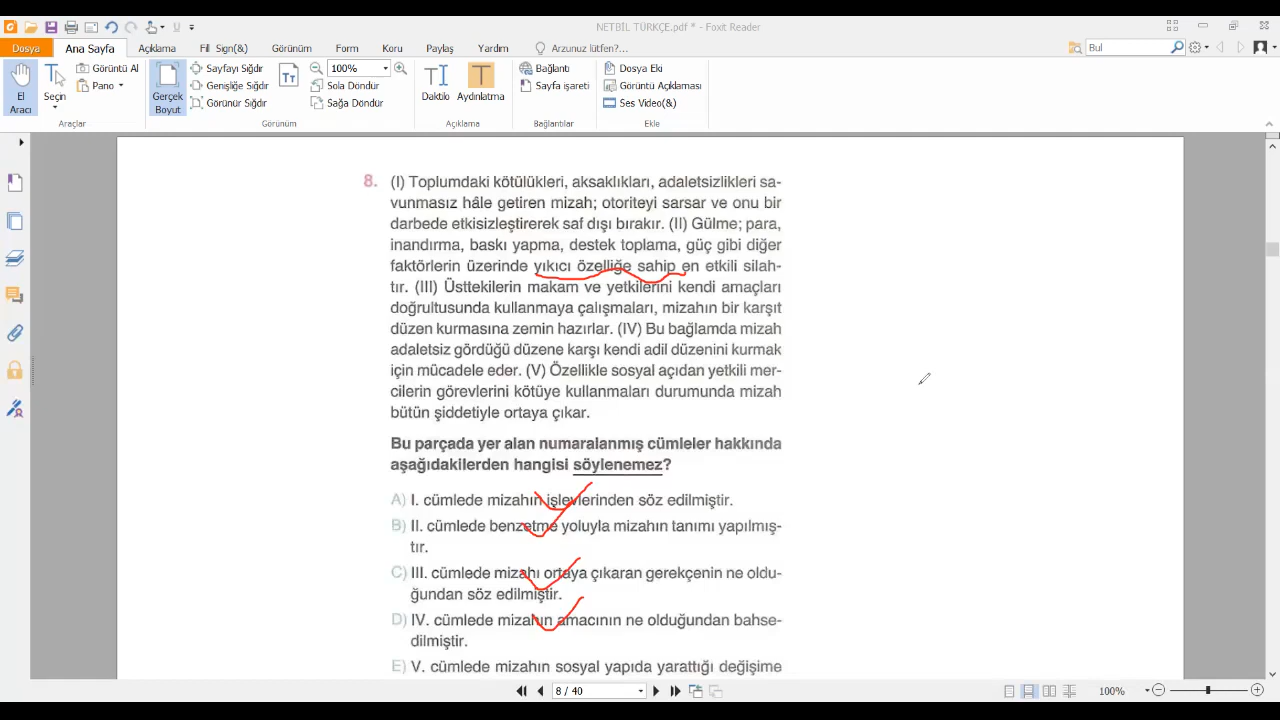 NETBİL TÜRKÇE.pdf * - Foxit Reader
Dosya Ana Sayfa Açıklama Fill Sign(&) Görünüm Form Koru Paylaş Yardım Arzunuz lütfen?... Bul
El Aracı
Seçin
Görüntü Al
Pano
Gerçek Boyut
Sayfayı Sığdır
Genişliğe Sığdır
Görünür Sığdır
100%
Sola Döndür
Sağa Döndür
Daktilo
Aydınlatma
Bağlantı
Sayfa işareti
Dosya Eki
Görüntü Açıklaması
Ses Video(&)
Araçlar Görünüm Açıklama Bağlantılar Ekle
8. (I) Toplumdaki kötülükleri, aksaklıkları, adaletsizlikleri sa-
vunmasız hâle getiren mizah; otoriteyi sarsar ve onu bir
darbede etkisizleştirerek saf dışı bırakır. (II) Gülme; para,
inandırma, baskı yapma, destek toplama, güç gibi diğer
faktörlerin üzerinde yıkıcı özelliğe sahip en etkili silah-
tır. (III) Üsttekilerin makam ve yetkilerini kendi amaçları
doğrultusunda kullanmaya çalışmaları, mizahın bir karşıt
düzen kurmasına zemin hazırlar. (IV) Bu bağlamda mizah
adaletsiz gördüğü düzene karşı kendi adil düzenini kurmak
için mücadele eder. (V) Özellikle sosyal açıdan yetkili mer-
cilerin görevlerini kötüye kullanmaları durumunda mizah
bütün şiddetiyle ortaya çıkar.
Bu parçada yer alan numaralanmış cümleler hakkında
aşağıdakilerden hangisi söylenemez?
A) I. cümlede mizahın işlevlerinden söz edilmiştir.
B) II. cümlede benzetme yoluyla mizahın tanımı yapılmış-
tır.
C) III. cümlede mizahı ortaya çıkaran gerekçenin ne oldu-
ğundan söz edilmiştir.
D) IV. cümlede mizahın amacının ne olduğundan bahse-
dilmiştir.
E) V. cümlede mizahın sosyal yapıda yarattığı değişime
8 / 40
100%